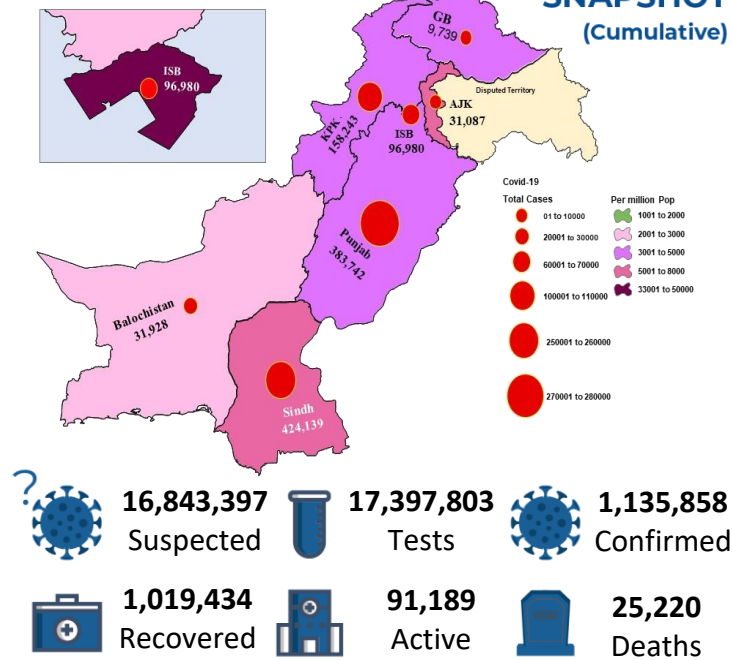 SNAPSHOT
(Cumulative)
ISB
96,980
GB
9,739
KPK.
158,243
ISB
96,980
AJK
31,087
Disputed Territory
Punjab
383,742
Balochistan
31,928
Sindh
424,139
Covid-19
Total Cases
01 to 10000
20001 to 30000
60001 to 70000
100001 to 110000
250001 to 260000
270001 to 280000
Per million Pop
1001 to 2000
2001 to 3000
3001 to 5000
5001 to 8000
33001 to 50000
?
16,843,397
Suspected
17,397,803
Tests
1,135,858
Confirmed
1,019,434
Recovered
91,189
Active
25,220
Deaths